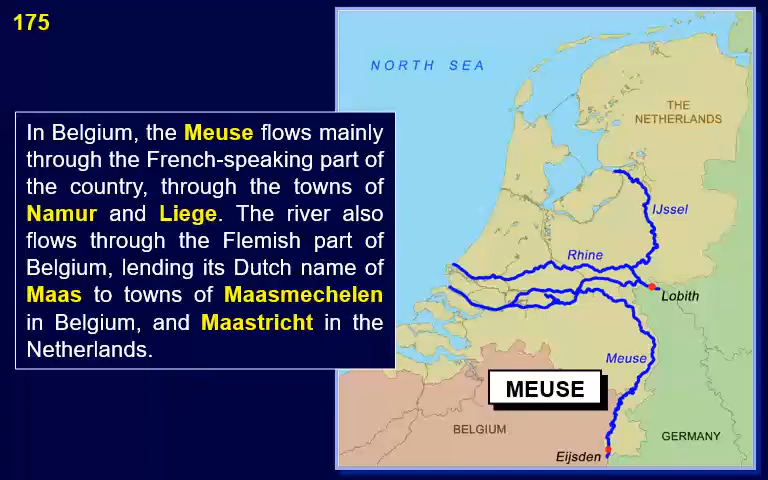 175
In Belgium, the Meuse flows mainly
through the French-speaking part of
the country, through the towns of
Namur and Liege. The river also
flows through the Flemish part of
Belgium, lending its Dutch name of
Maas to towns of Maasmechelen
in Belgium, and Maastricht in the
Netherlands.
NORTH SEA
THE
NETHERLANDS
IJssel
Rhine
Lobith
Meuse
MEUSE
BELGIUM
GERMANY
Eijsden